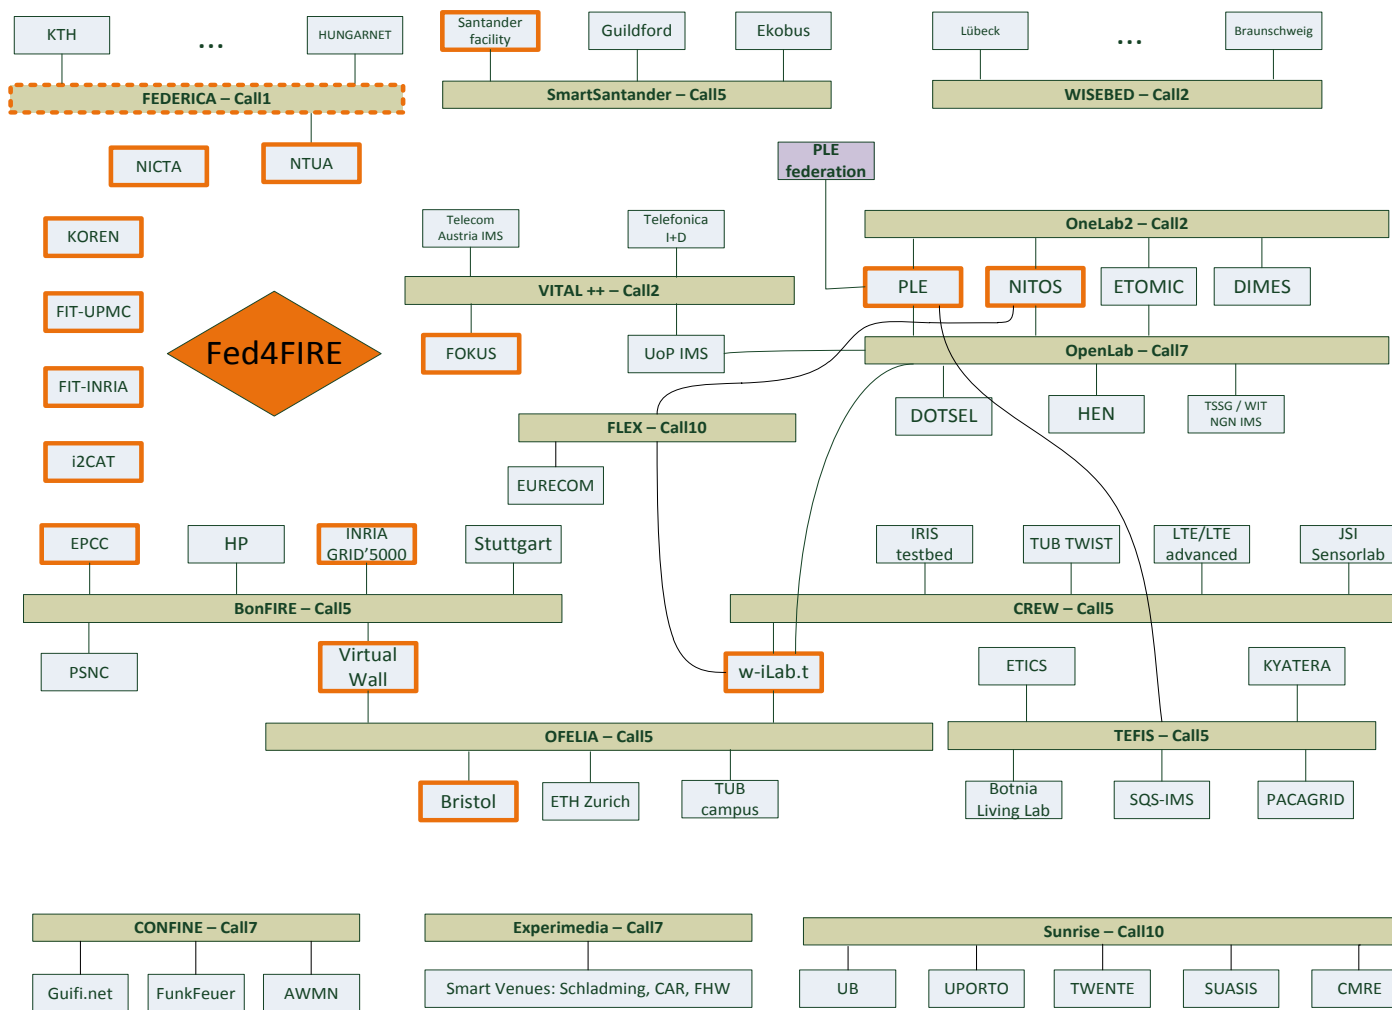 KTH
...
HUNGARNET
FEDERICA – Call1
NICTA
NTUA
Santander
facility
Guildford
Ekobus
SmartSantander – Call5
Lübeck
...
Braunschweig
WISEBED – Call2
PLE
federation
KOREN
FIT-UPMC
FIT-INRIA
i2CAT
Fed4FIRE
Telecom
Austria IMS
Telefonica
I+D
VITAL ++ – Call2
FOKUS
UoP IMS
OneLab2 – Call2
PLE
NITOS
ETOMIC
DIMES
OpenLab – Call7
DOTSEL
HEN
TSSG / WIT
NGN IMS
FLEX – Call10
EURECOM
EPCC
HP
INRIA
GRID'5000
Stuttgart
BonFIRE – Call5
PSNC
Virtual
Wall
IRIS
testbed
TUB TWIST
LTE/LTE
advanced
JSI
Sensorlab
CREW – Call5
w-iLab.t
ETICS
KYATERA
OFELIA – Call5
TEFIS – Call5
Bristol
ETH Zurich
TUB
campus
Botnia
Living Lab
SQS-IMS
PACAGRID
CONFINE – Call7
Guifi.net
FunkFeuer
AWMN
Experimedia – Call7
Smart Venues: Schladming, CAR, FHW
Sunrise – Call10
UB
UPORTO
TWENTE
SUASIS
CMRE